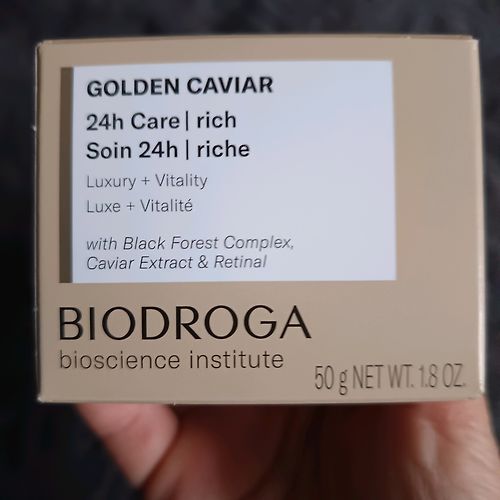 GOLDEN CAVIAR
24h Care | rich
Soin 24h | riche
Luxury + Vitality
Luxe + Vitalité
with Black Forest Complex,
Caviar Extract & Retinal
BIODROGA
bioscience institute
50 g NET WT. 1.8 OZ.